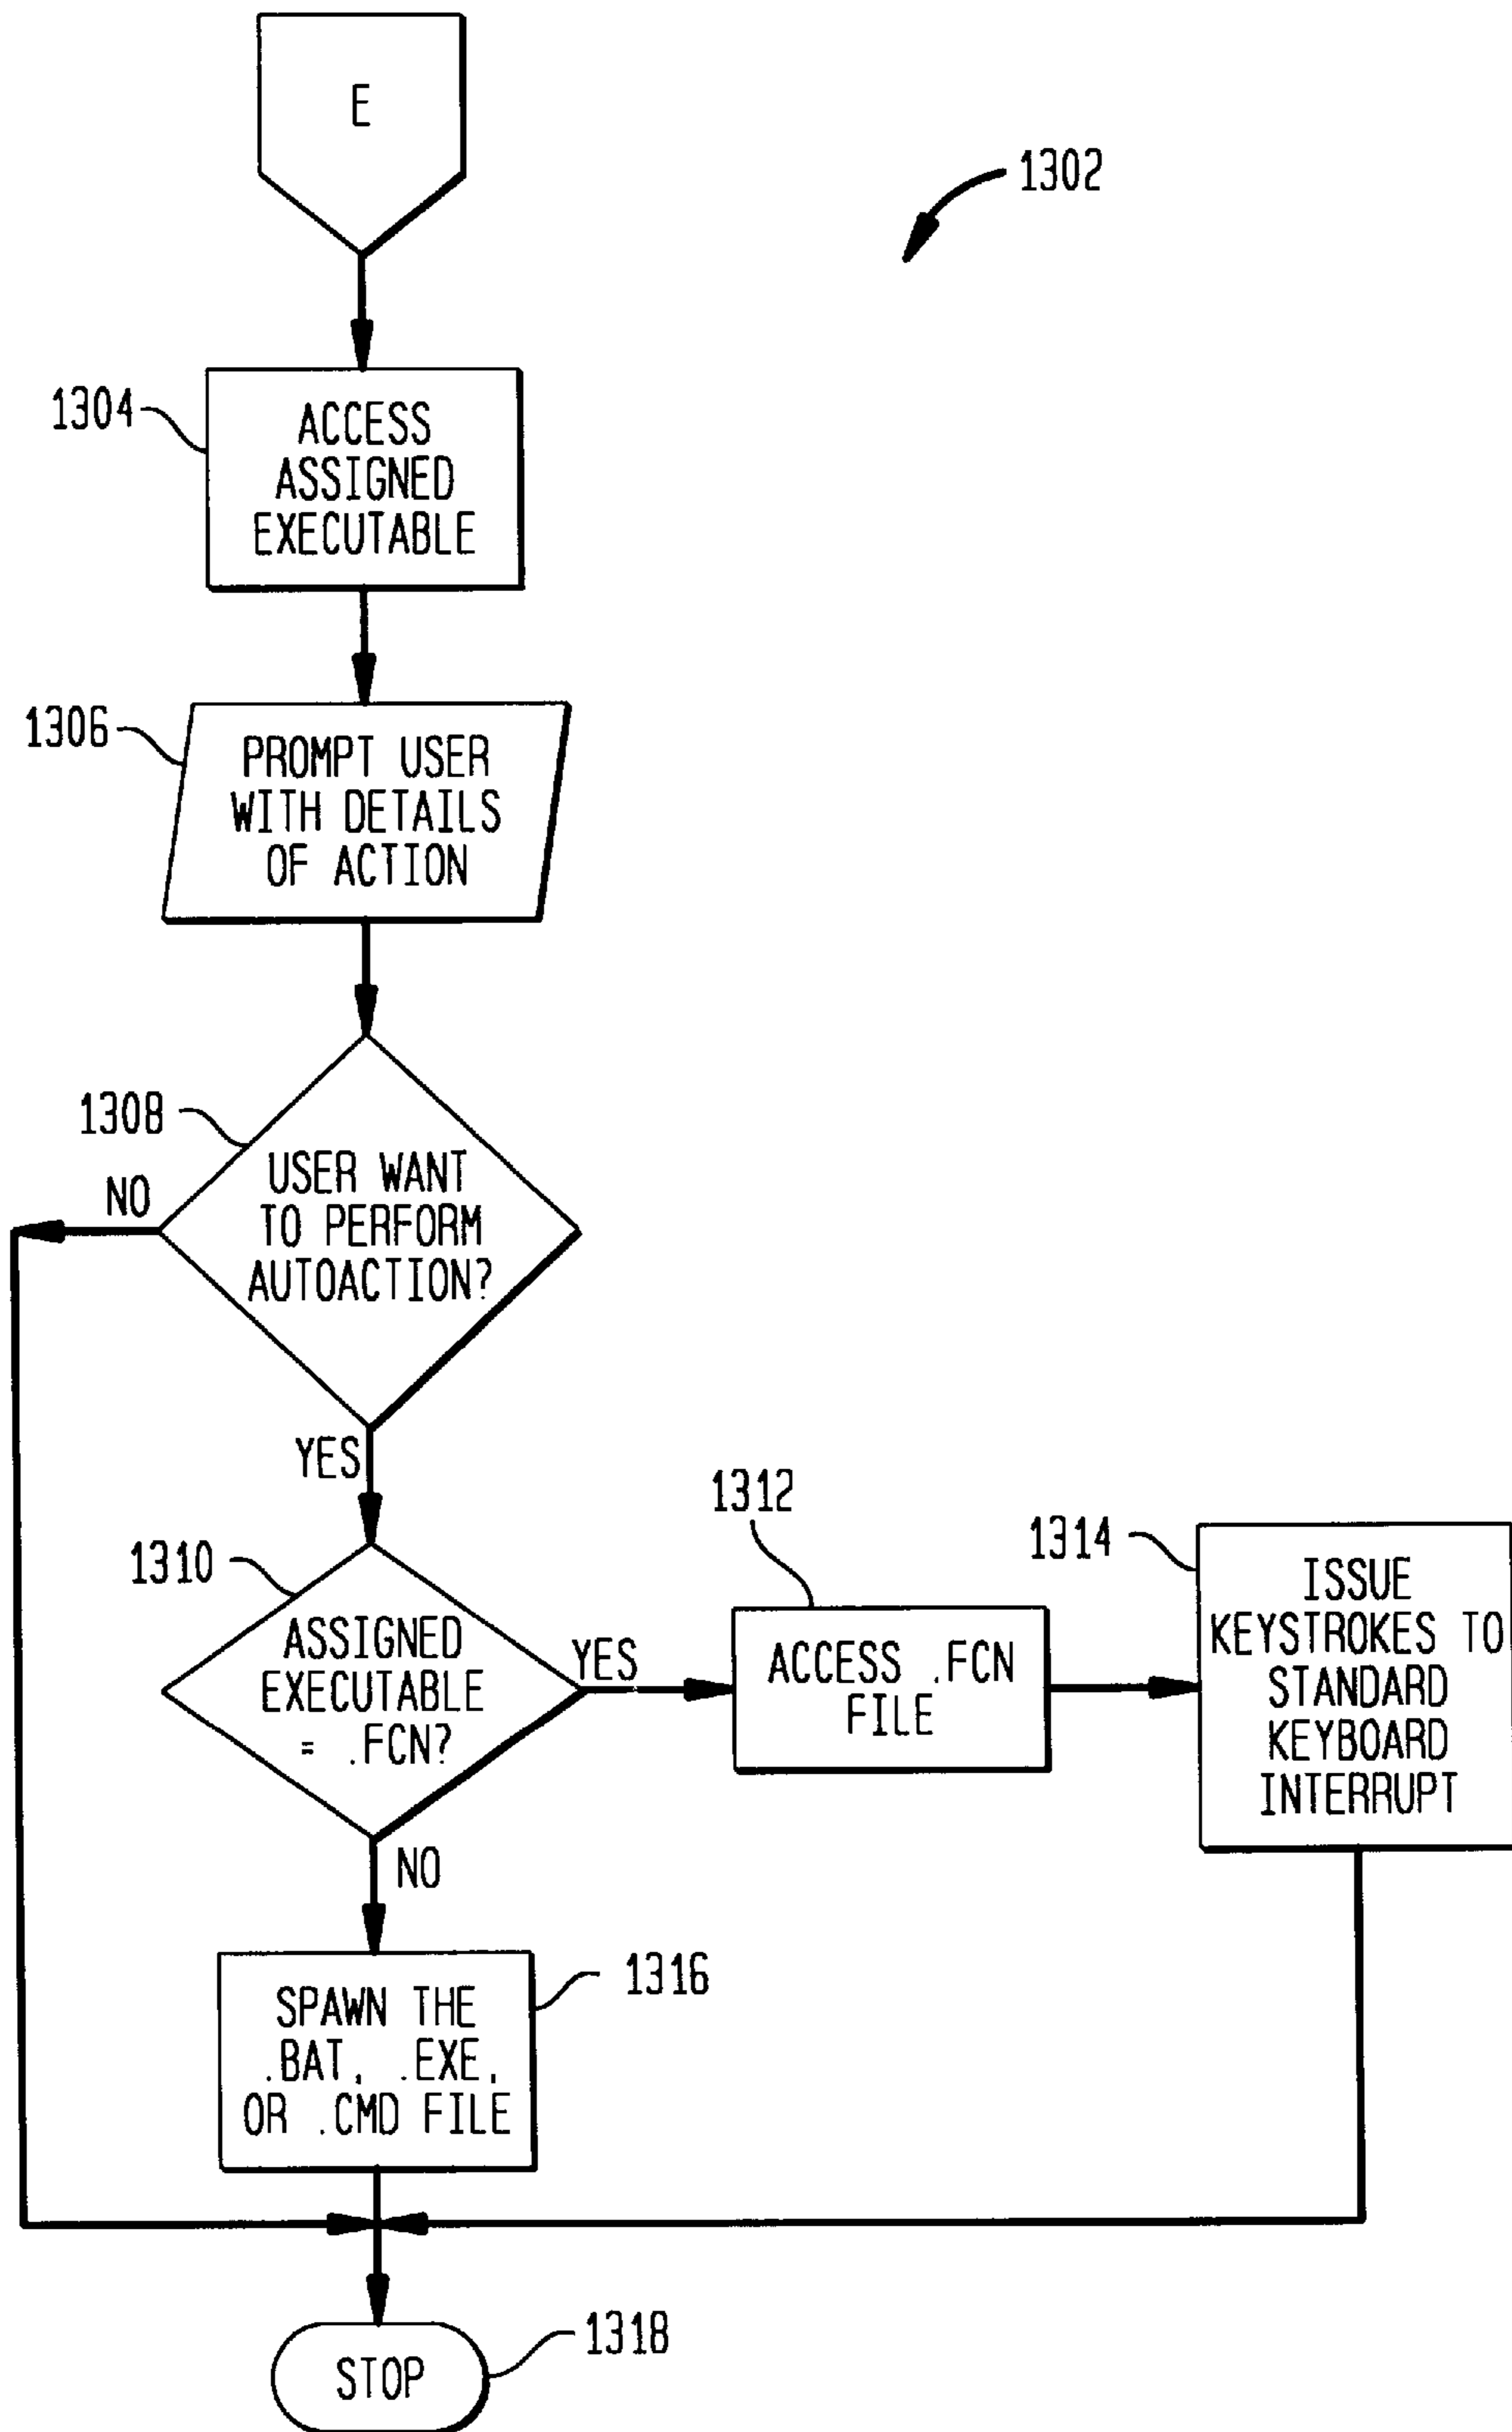 E
1302
1304
ACCESS
ASSIGNED
EXECUTABLE
1306
PROMPT USER
WITH DETAILS
OF ACTION
1308
NO
USER WANT
TO PERFORM
AUTOACTION?
YES
1310
ASSIGNED
EXECUTABLE
= .FCN?
YES
1312
ACCESS .FCN
FILE
1314
ISSUE
KEYSTROKES TO
STANDARD
KEYBOARD
INTERRUPT
NO
1316
SPAWN THE
.BAT, .EXE,
OR .CMD FILE
1318
STOP